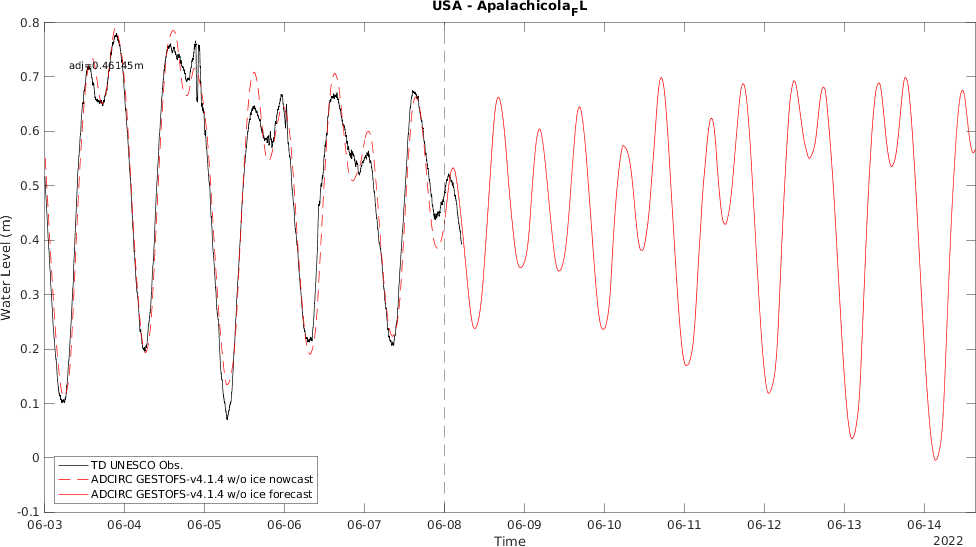 USA - Apalachicola_FL
0.8
0.7
0.6
0.5
0.4
0.3
0.2
0.1
0
-0.1
Water Level (m)
adj=0.46145m
TD UNESCO Obs.
ADCIRC GESTOFS-v4.1.4 w/o ice nowcast
ADCIRC GESTOFS-v4.1.4 w/o ice forecast
06-03 06-04 06-05 06-06 06-07 06-08 06-09 06-10 06-11 06-12 06-13 06-14
Time
2022